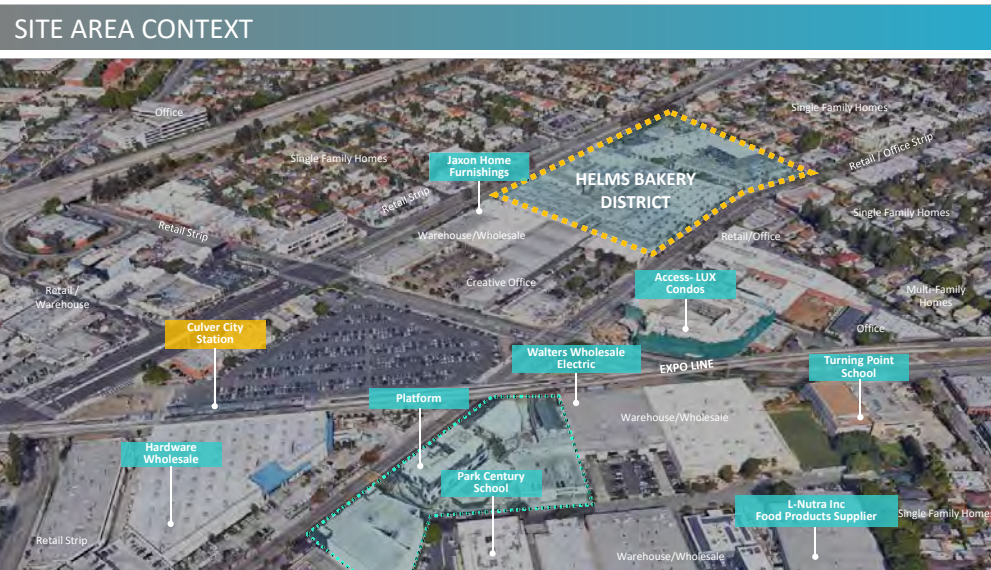 SITE AREA CONTEXT
Office
Single Family Homes
Single Family Homes
Jaxon Home
Furnishings
Retail / Office Strip
HELMS BAKERY
DISTRICT
Retail Strip
Single Family Homes
Retail Strip
Warehouse/Wholesale
Retail/Office
Creative Office
Access- LUX
Condos
Retail /
Warehouse
Multi-Family
Homes
Culver City
Station
Office
Walters Wholesale
Electric
EXPO LINE
Turning Point
School
Platform
Warehouse/Wholesale
Hardware
Wholesale
Park Century
School
L-Nutra Inc
Food Products Supplier
Single Family Homes
Retail Strip
Warehouse/Wholesale